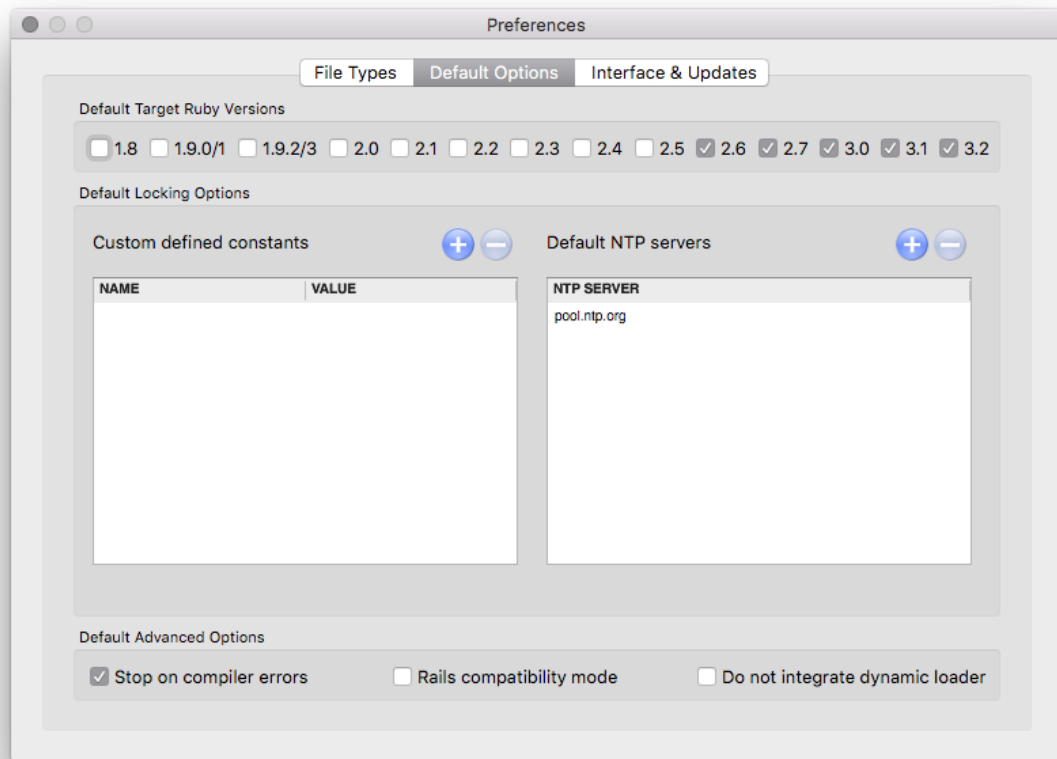 Preferences
File Types Default Options Interface & Updates
Default Target Ruby Versions
1.8 1.9.0/1 1.9.2/3 2.0 2.1 2.2 2.3 2.4 2.5 2.6 2.7 3.0 3.1 3.2
Default Locking Options
Custom defined constants Default NTP servers
NAME VALUE NTP SERVER
pool.ntp.org
Default Advanced Options
Stop on compiler errors Rails compatibility mode Do not integrate dynamic loader